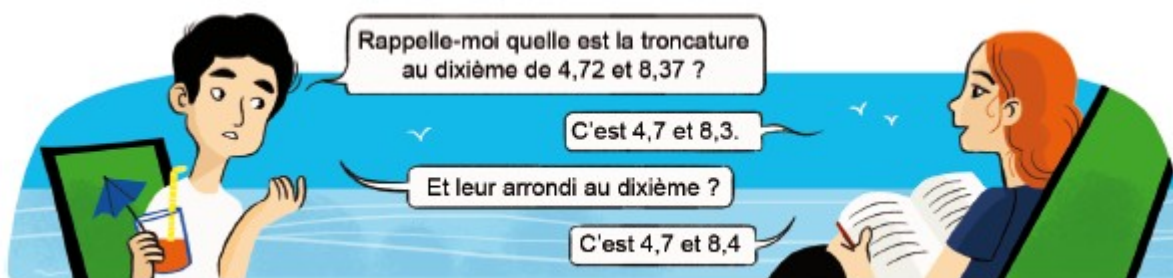 Rappelle-moi quelle est la troncature
au dixième de 4,72 et 8,37 ?
C'est 4,7 et 8,3.
Et leur arrondi au dixième ?
C'est 4,7 et 8,4